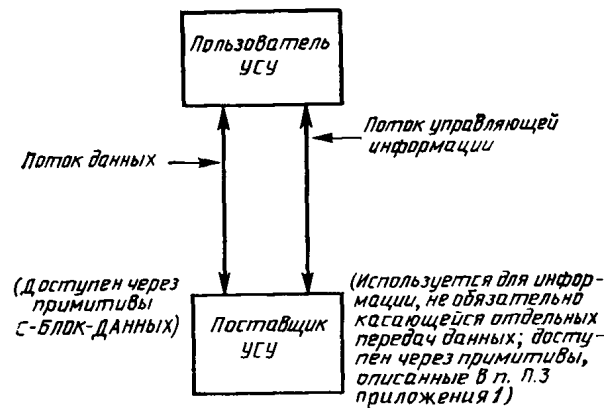 Пользователь
УСУ
Поток управляющей
информации
Поток данных
(Доступен через
примитивы
С-БЛОК-ДАННЫХ)
Поставщик
УСУ
(Используется для инфор-
мации, не обязательно
касающейся отдельных
передач данных; досту-
пен через примитивы,
описанные в п. П.3
приложения 1)